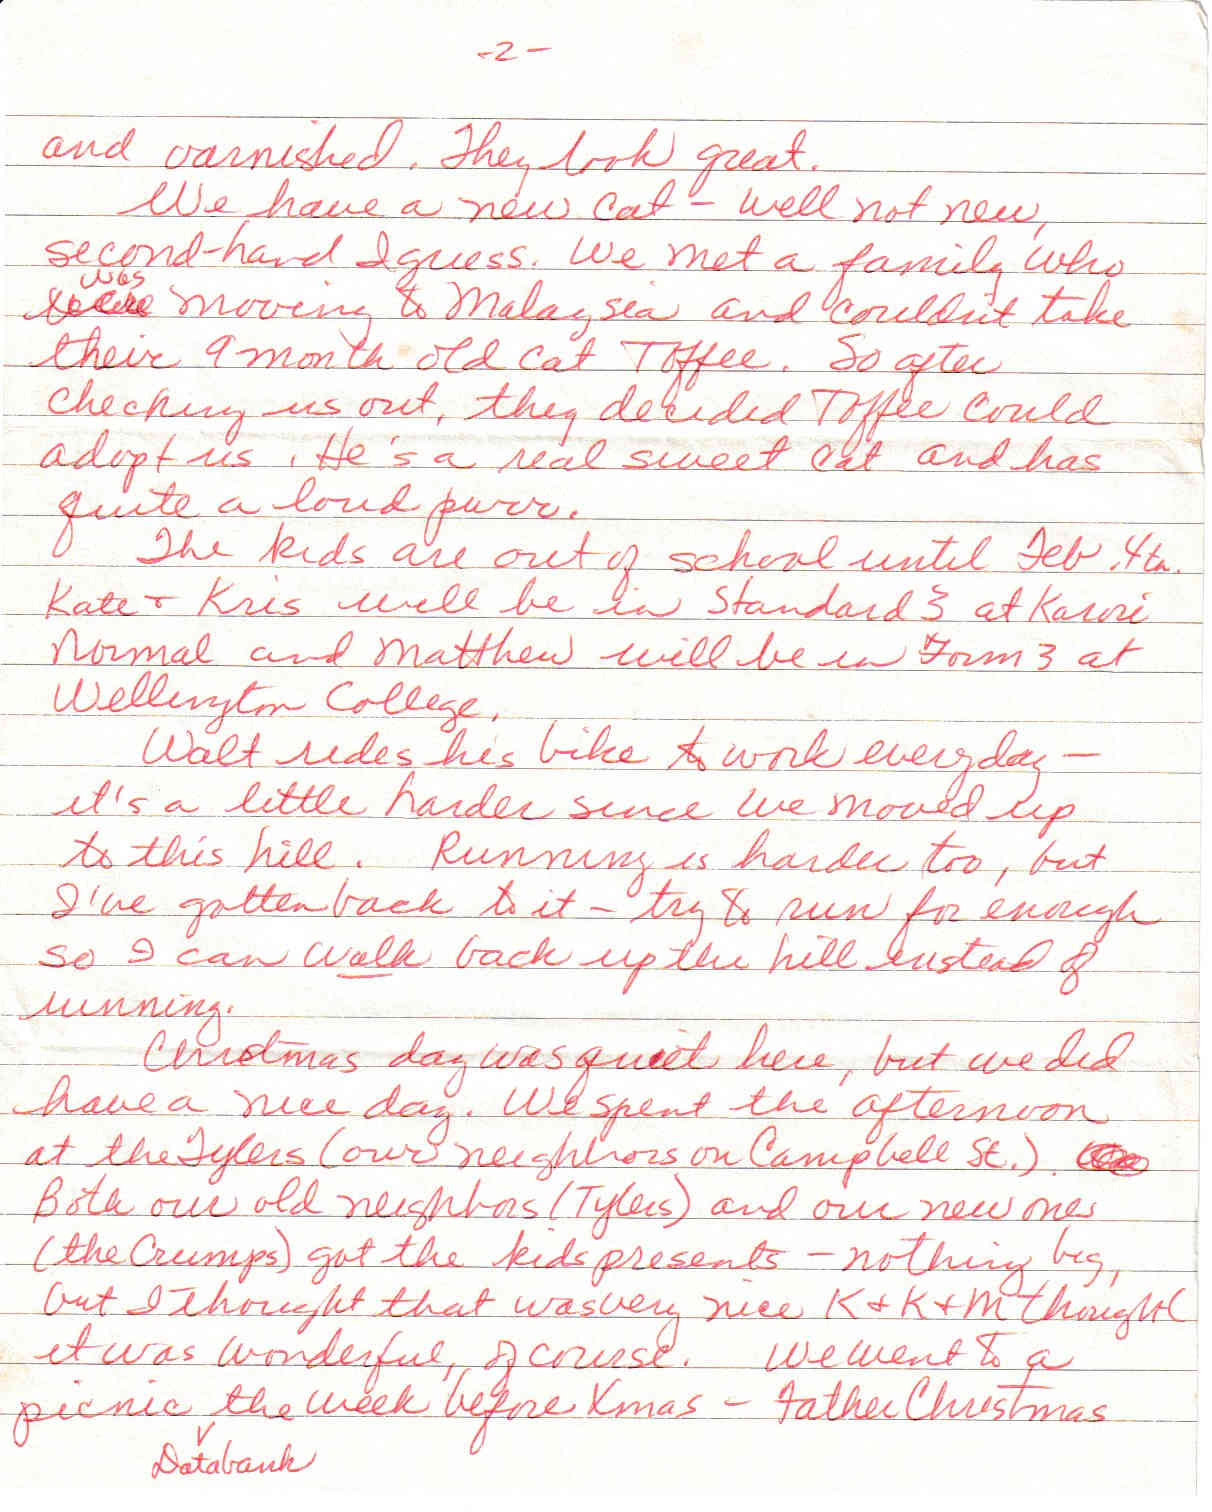 -2-
and varnished. They look great.
We have a new cat - well not new,
second-hand I guess. We met a family who
was
moving to Malaysia and couldn't take
their 9 month old cat Toffee. So after
checking us out, they decided Toffee could
adopt us. He's a real sweet cat and has
quite a loud purr.
The kids are out of school until Feb. 4th.
Kate + Kris will be in Standard 3 at Karori
Normal and Matthew will be in Form 3 at
Wellington College.
Walt rides his bike to work everyday -
it's a little harder since we moved up
to this hill. Running is harder too, but
I've gotten back to it - try to run far enough
so I can walk back up the hill instead of
running.
Christmas day was quiet here, but we did
have a nice day. We spent the afternoon
at the Tylers (our neighbors on Campbell St.).
Both our old neighbors (Tylers) and our new ones
(the Crumps) got the kids presents - nothing big,
but I thought that was very nice K + K + M thought
it was wonderful, of course. We went to a
picnic the week before Xmas - Father Christmas
Databank